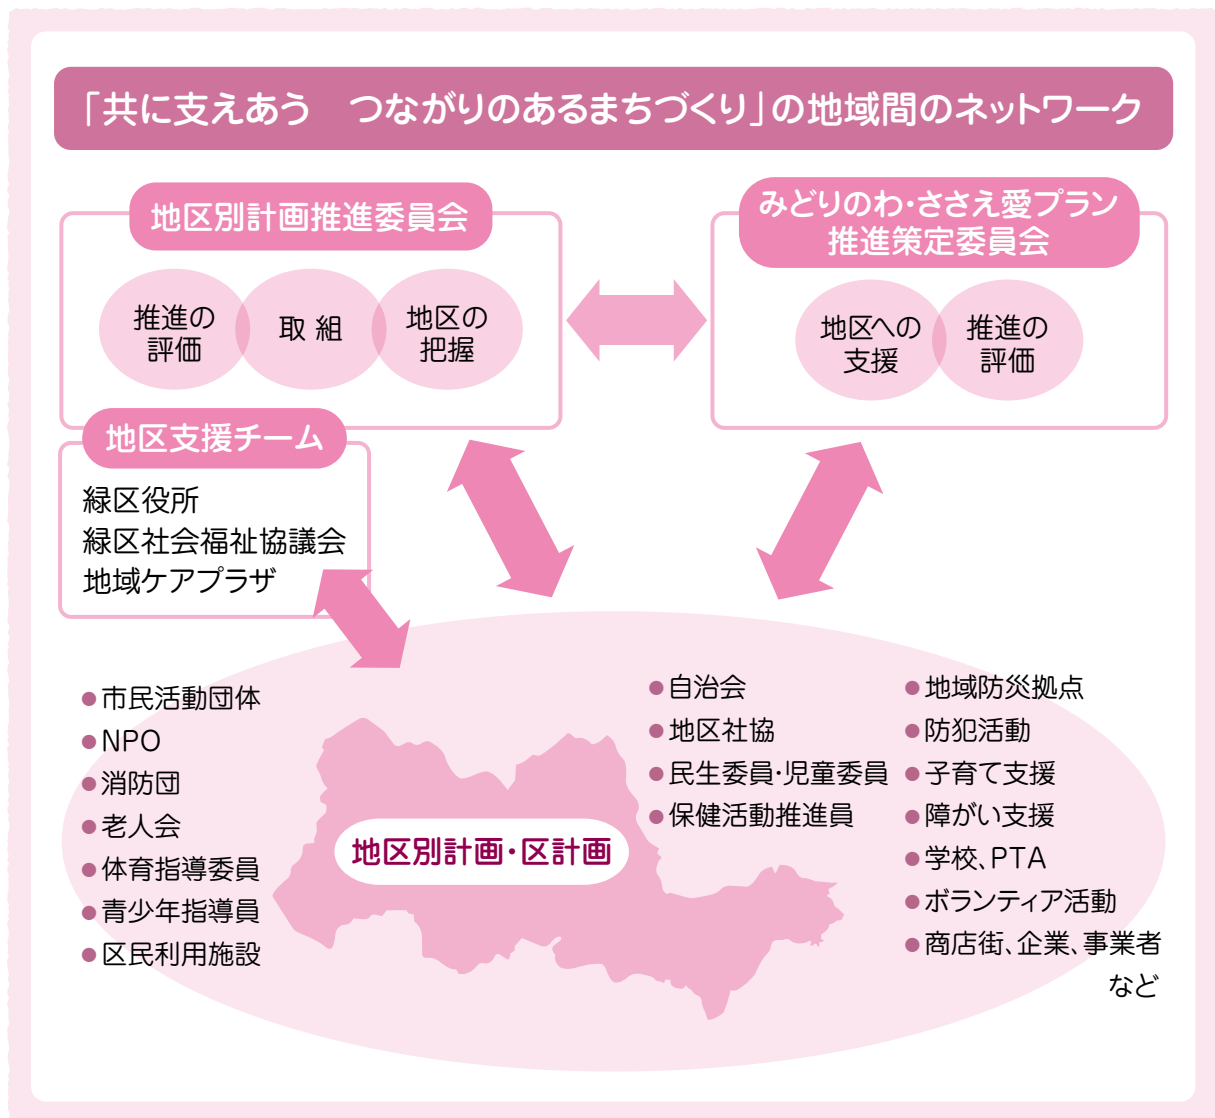 「共に支えあう　つながりのあるまちづくり」の地域間のネットワーク
地区別計画推進委員会
推進の
評価
取 組
地区の
把握
みどりのわ・ささえ愛プラン
推進策定委員会
地区への
支援
推進の
評価
地区支援チーム
緑区役所
緑区社会福祉協議会
地域ケアプラザ
●市民活動団体
●NPO
●消防団
●老人会
●体育指導委員
●青少年指導員
●区民利用施設
地区別計画・区計画
●自治会
●地区社協
●民生委員・児童委員
●保健活動推進員
●地域防災拠点
●防犯活動
●子育て支援
●障がい支援
●学校、PTA
●ボランティア活動
●商店街、企業、事業者
など